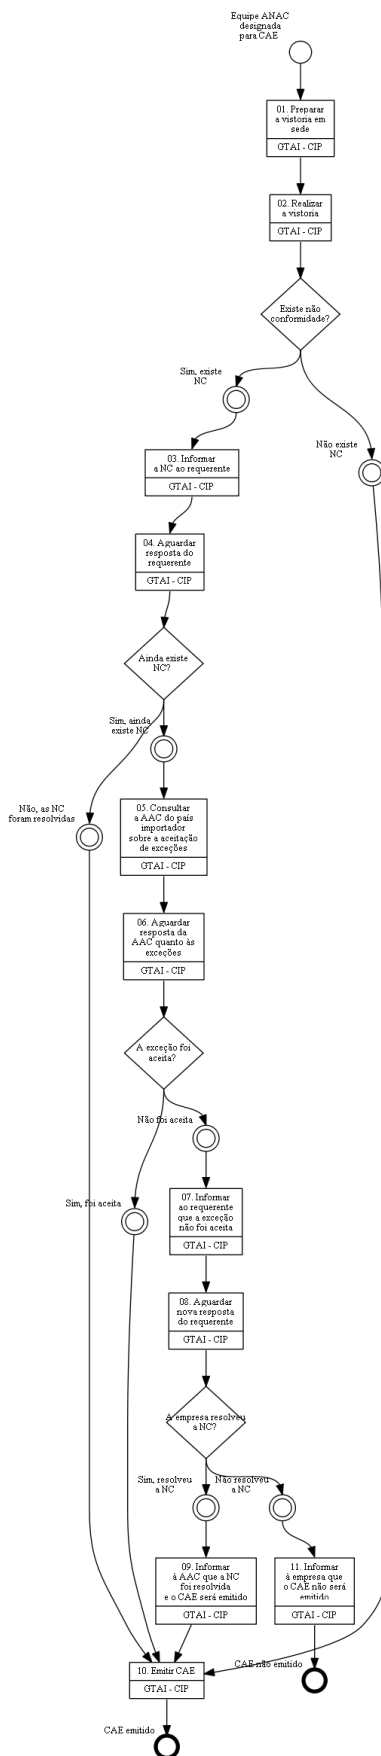 Equipe ANAC
designada
para CAE
01. Preparar
a vistoria em
sede
GTAI - CIP
02. Realizar
a vistoria
GTAI - CIP
Existe não
conformidade?
Sim, existe
NC
Não existe
NC
03. Informar
a NC ao requerente
GTAI - CIP
04. Aguardar
resposta do
requerente
GTAI - CIP
Ainda existe
NC?
Sim, ainda
existe NC
Não, as NC
foram resolvidas
05. Consultar
a AAC do país
importador
sobre a aceitação
de exceções
GTAI - CIP
06. Aguardar
resposta da
AAC quanto às
exceções
GTAI - CIP
A exceção foi
aceita?
Não foi aceita
Sim, foi aceita
07. Informar
ao requerente
que a exceção
não foi aceita
GTAI - CIP
08. Aguardar
nova resposta
do requerente
GTAI - CIP
A empresa resolveu
a NC?
Sim, resolveu
a NC
Não resolveu
a NC
09. Informar
à AAC que a NC
foi resolvida
e o CAE será emitido
GTAI - CIP
11. Informar
à empresa que
o CAE não será
emitido
GTAI - CIP
10. Emitir CAE
GTAI - CIP
CAE não emitido
CAE emitido